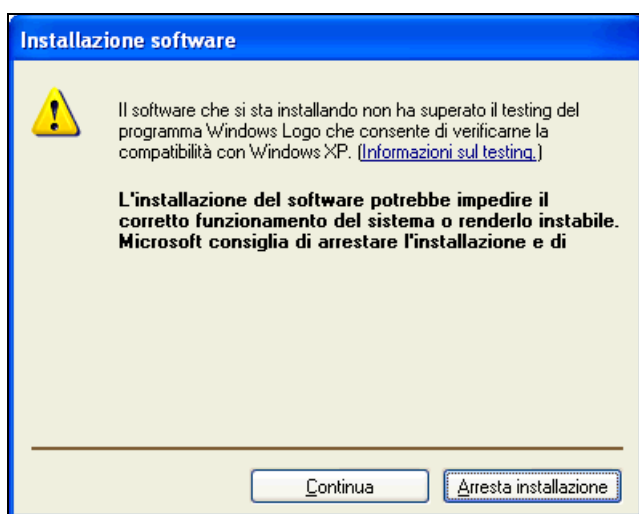 Installazione software
Il software che si sta installando non ha superato il testing del
programma Windows Logo che consente di verificarne la
compatibilità con Windows XP. (Informazioni sul testing.)
L'installazione del software potrebbe impedire il
corretto funzionamento del sistema o renderlo instabile.
Microsoft consiglia di arrestare l'installazione e di
Continua
Arresta installazione